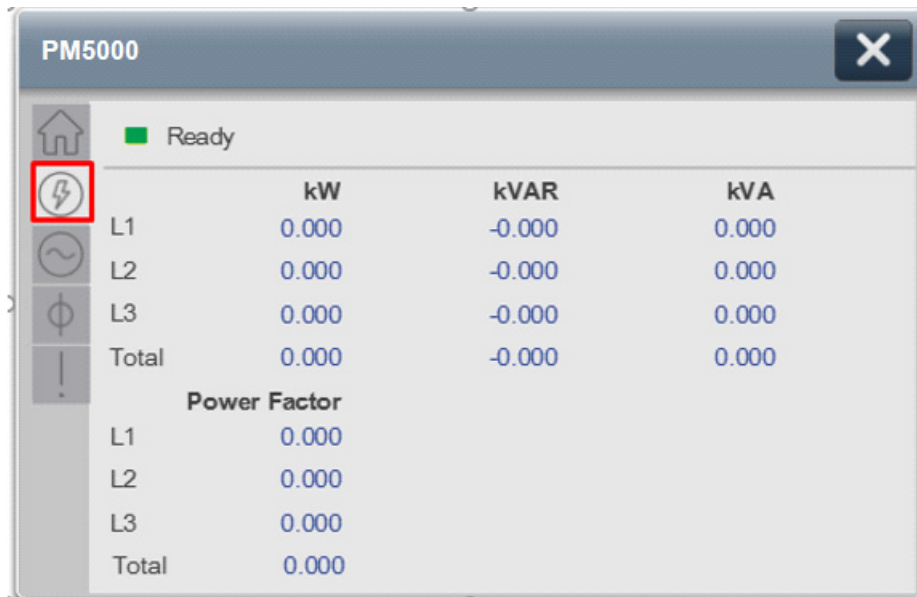 PM5000
Ready
kW kVAR kVA
L1 0.000 -0.000 0.000
L2 0.000 -0.000 0.000
L3 0.000 -0.000 0.000
Total 0.000 -0.000 0.000
Power Factor
L1 0.000
L2 0.000
L3 0.000
Total 0.000